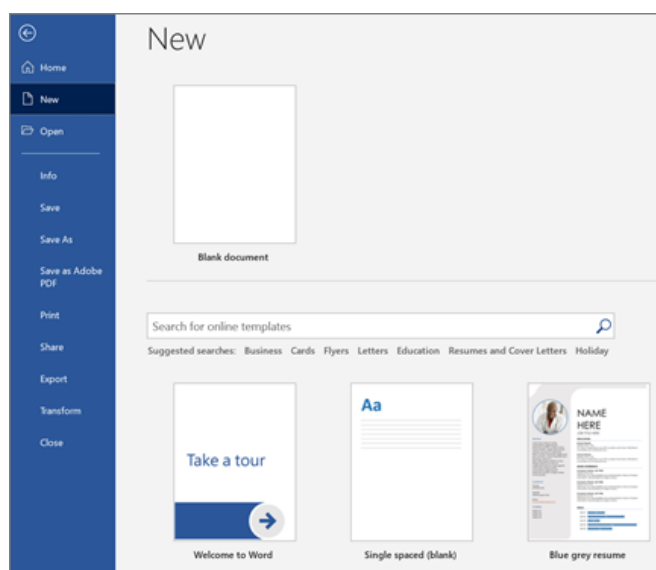 New
Home
New
Open
Info
Save
Save As
Save as Adobe
PDF
Print
Share
Export
Transform
Close
Blank document
Search for online templates
Suggested searches: Business Cards Flyers Letters Education Resumes and Cover Letters Holiday
Take a tour
Welcome to Word
Aa
Single spaced (blank)
NAME
HERE
Blue grey resume